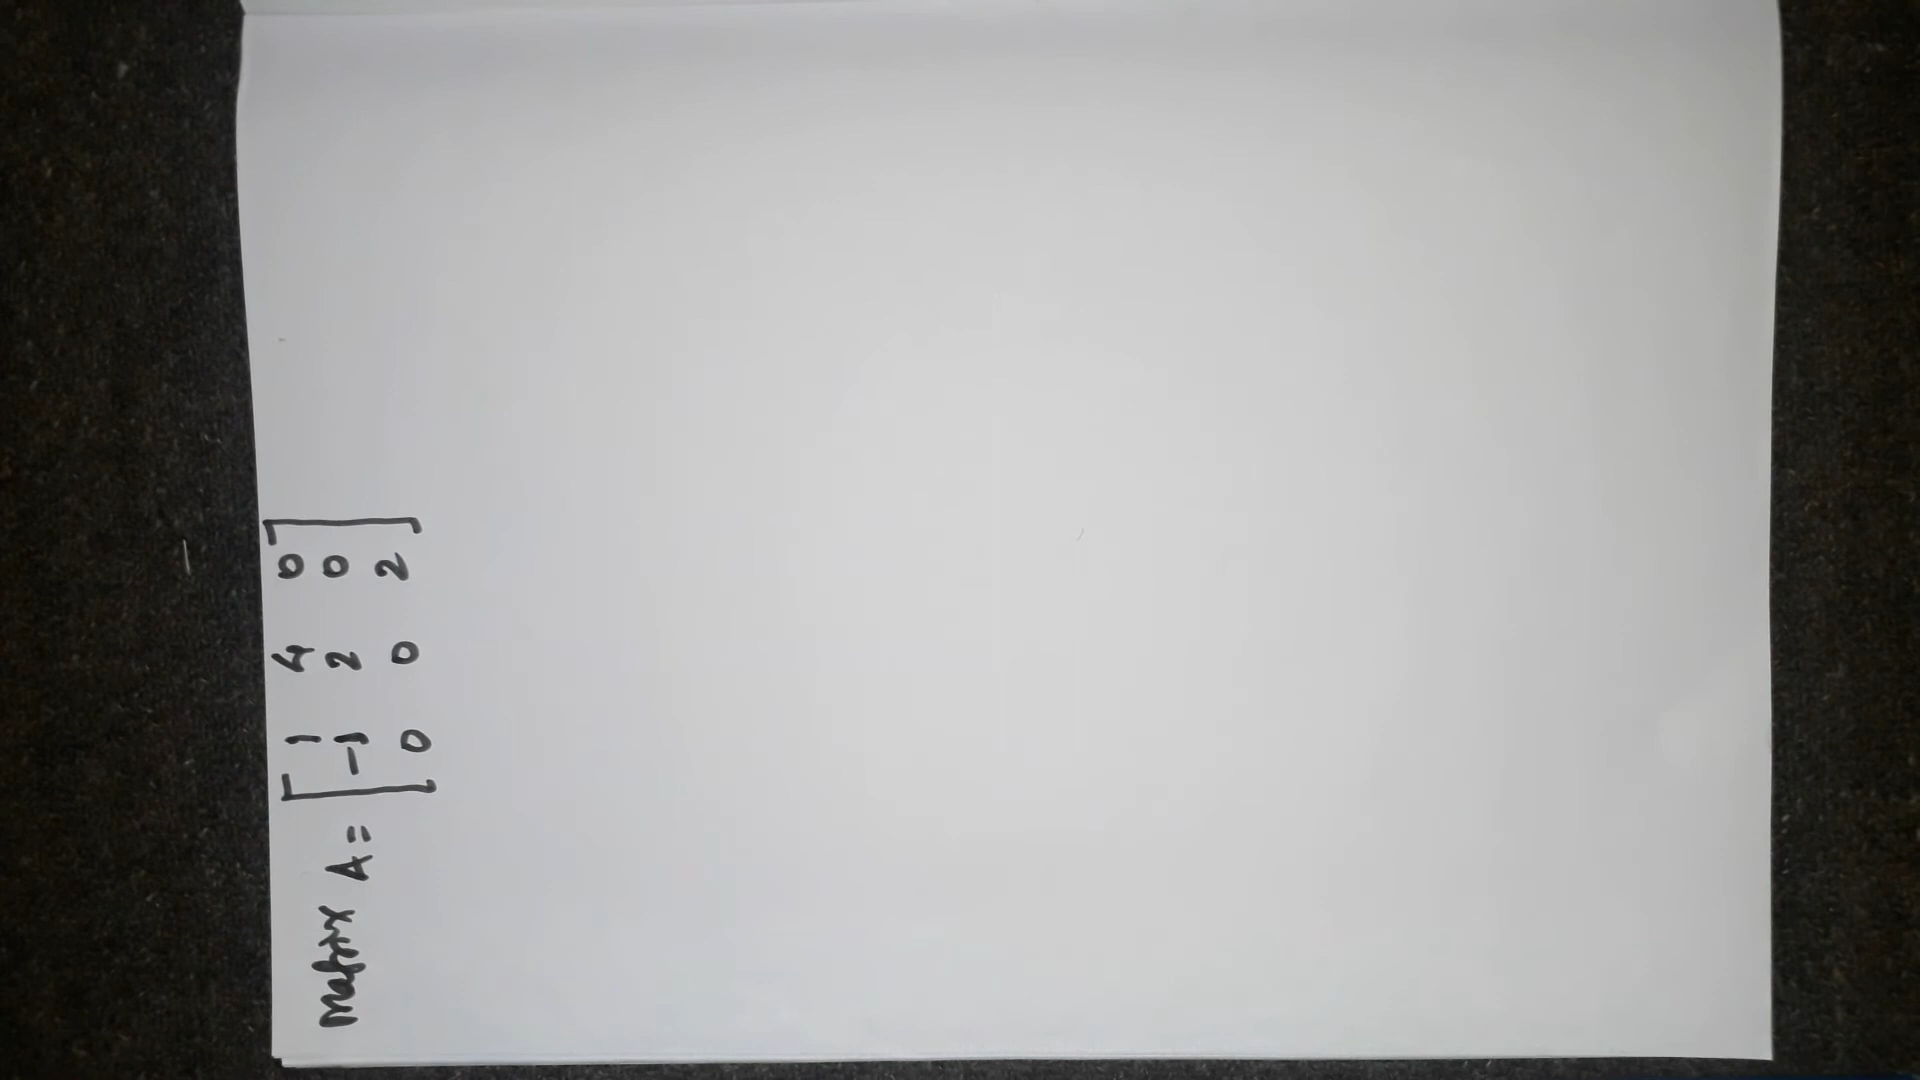 [ 1 4 0 ]
matrix A = [ -1 2 0 ]
[ 0 0 2 ]